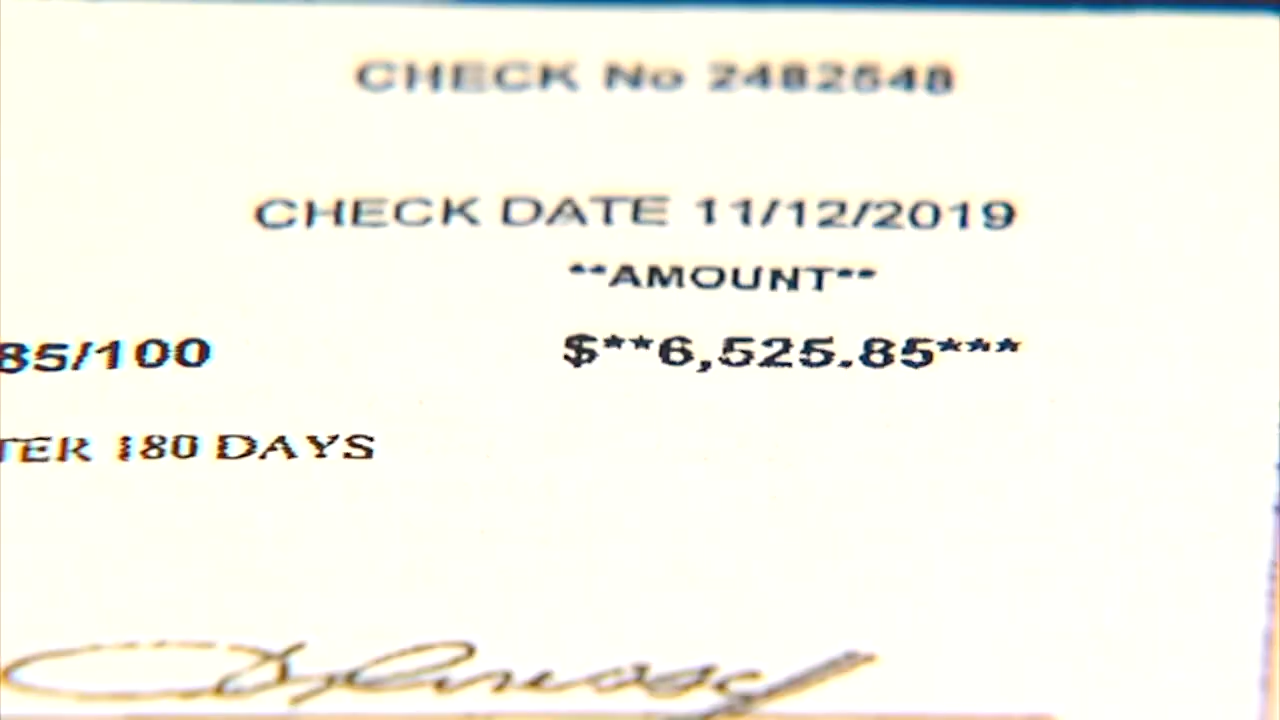 CHECK No 2482548
CHECK DATE 11/12/2019
**AMOUNT**
85/100 $**6,525.85***
TER 180 DAYS